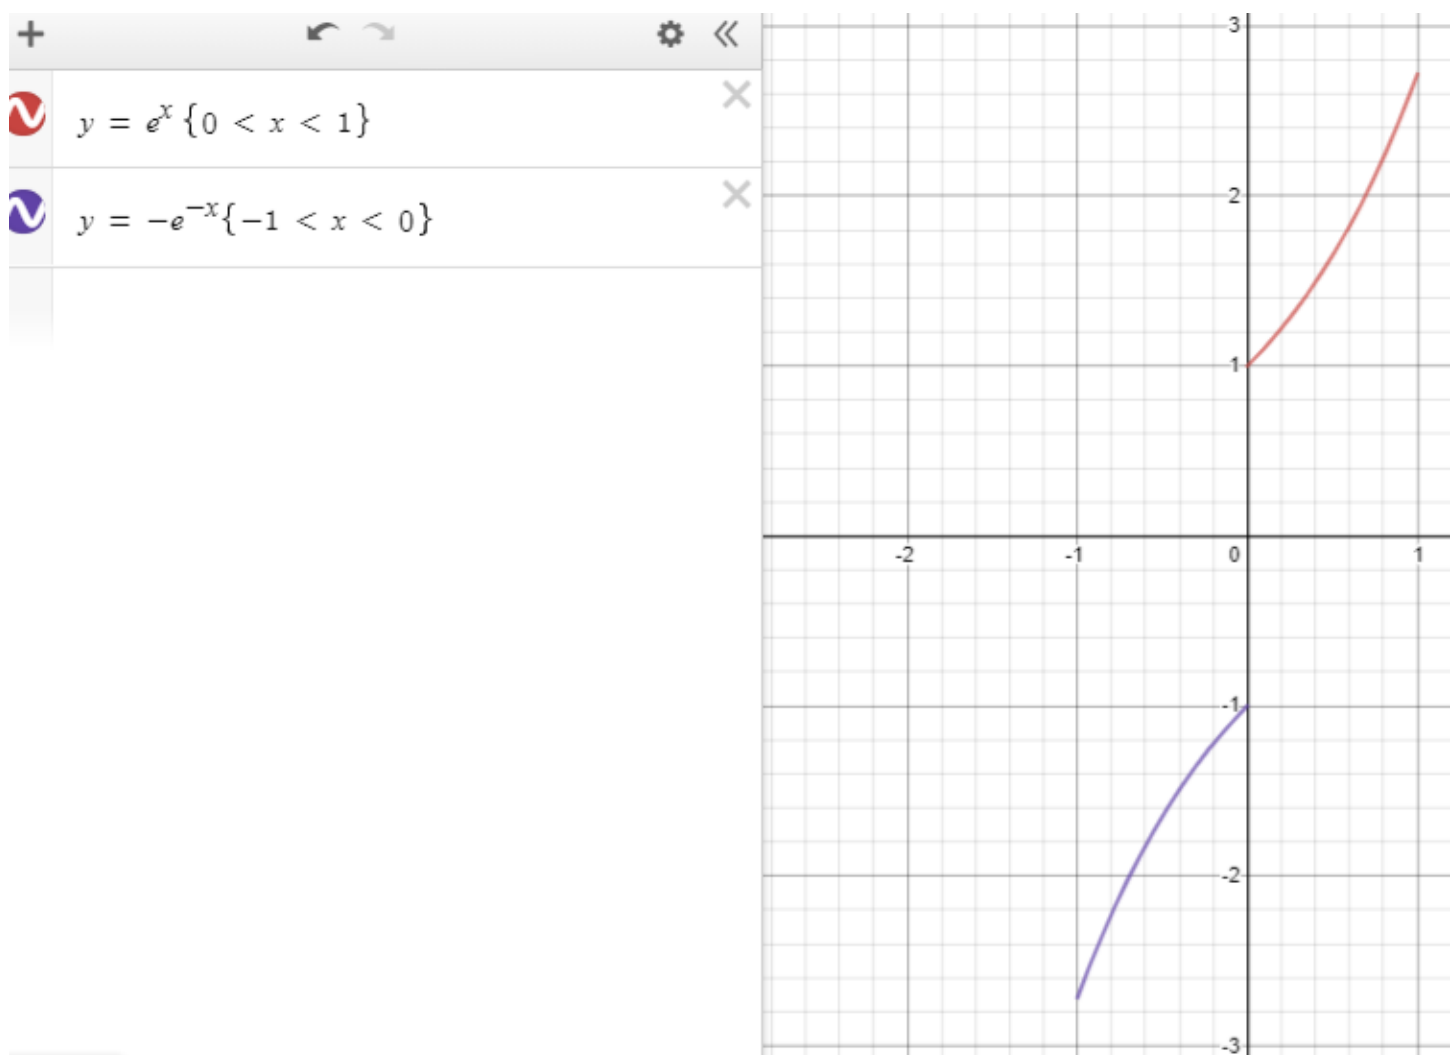 y = e^x {0 < x < 1}
y = −e^−x{−1 < x < 0}
3
2
1
-2 -1 0 1
-1
-2
-3